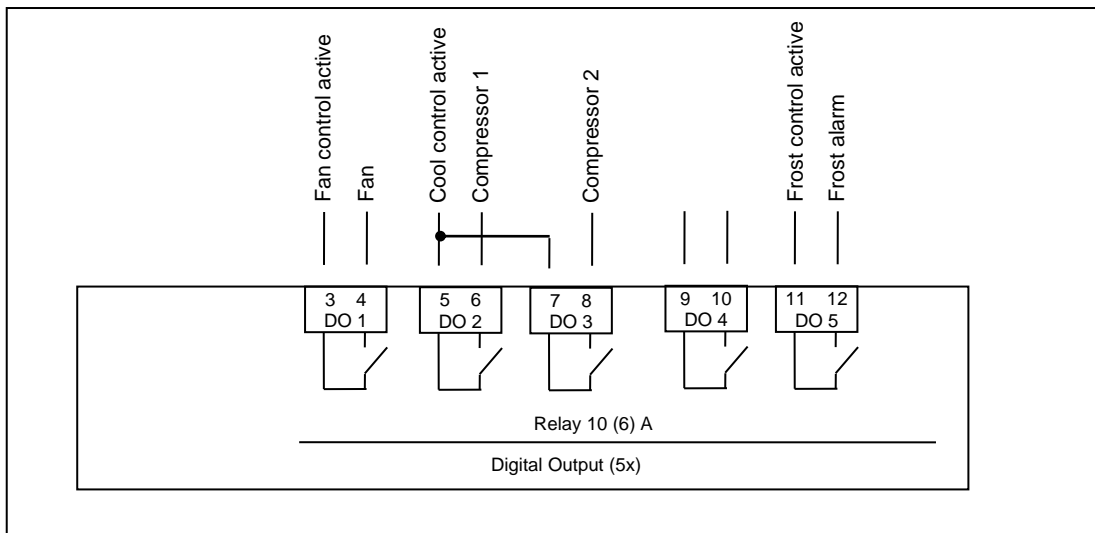 Fan control active
Fan
Cool control active
Compressor 1
Compressor 2
Frost control active
Frost alarm
3 4
DO 1
5 6
DO 2
7 8
DO 3
9 10
DO 4
11 12
DO 5
Relay 10 (6) A
Digital Output (5x)